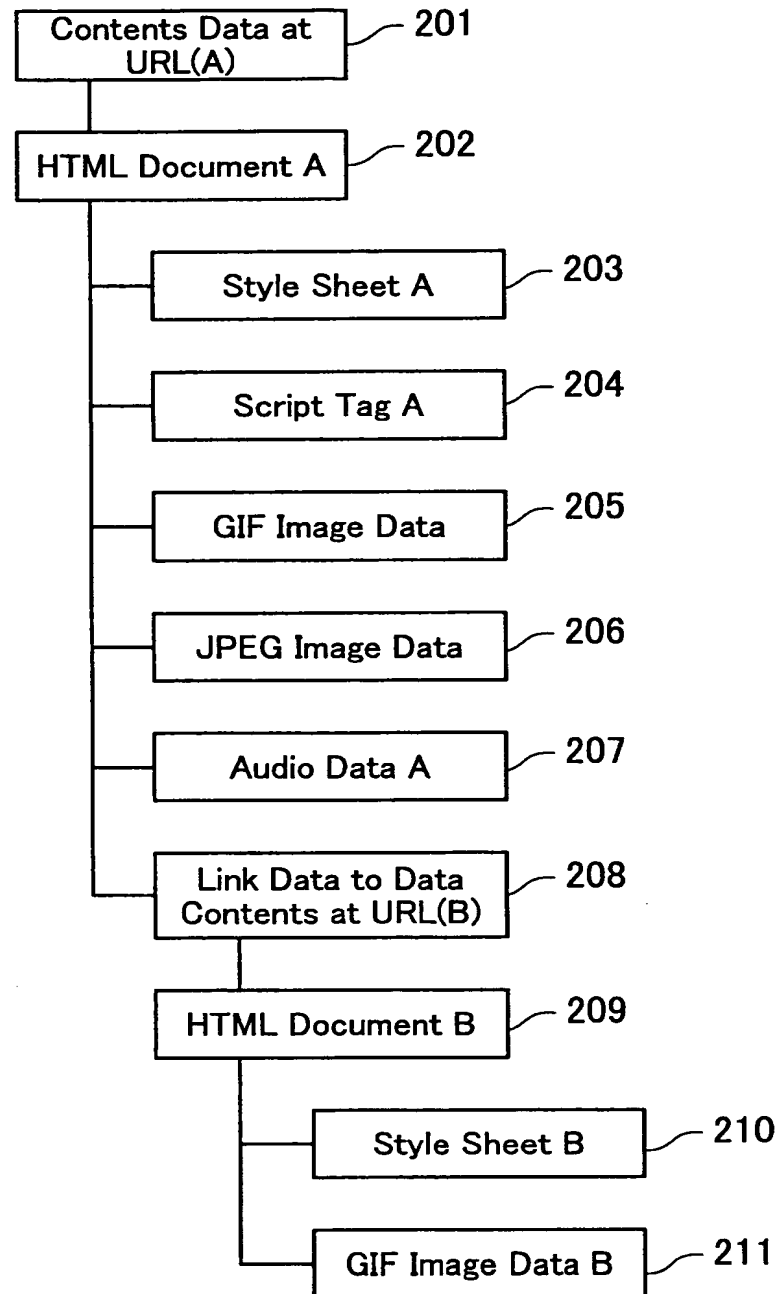 Contents Data at
URL(A)
201
HTML Document A
202
Style Sheet A
203
Script Tag A
204
GIF Image Data
205
JPEG Image Data
206
Audio Data A
207
Link Data to Data
Contents at URL(B)
208
HTML Document B
209
Style Sheet B
210
GIF Image Data B
211